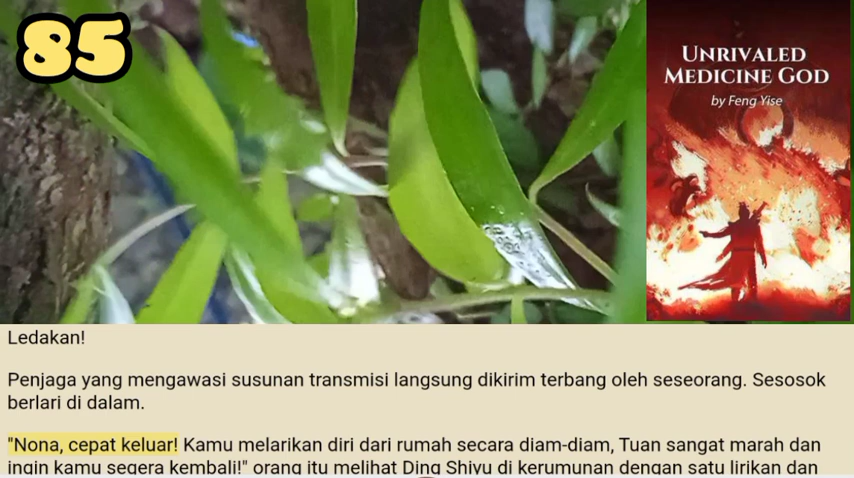 85
UNRIVALED
MEDICINE GOD
by Feng Yise
Ledakan!
Penjaga yang mengawasi susunan transmisi langsung dikirim terbang oleh seseorang. Sesosok
berlari di dalam.
"Nona, cepat keluar! Kamu melarikan diri dari rumah secara diam-diam, Tuan sangat marah dan
ingin kamu segera kembali!" orang itu melihat Ding Shiyu di kerumunan dengan satu lirikan dan